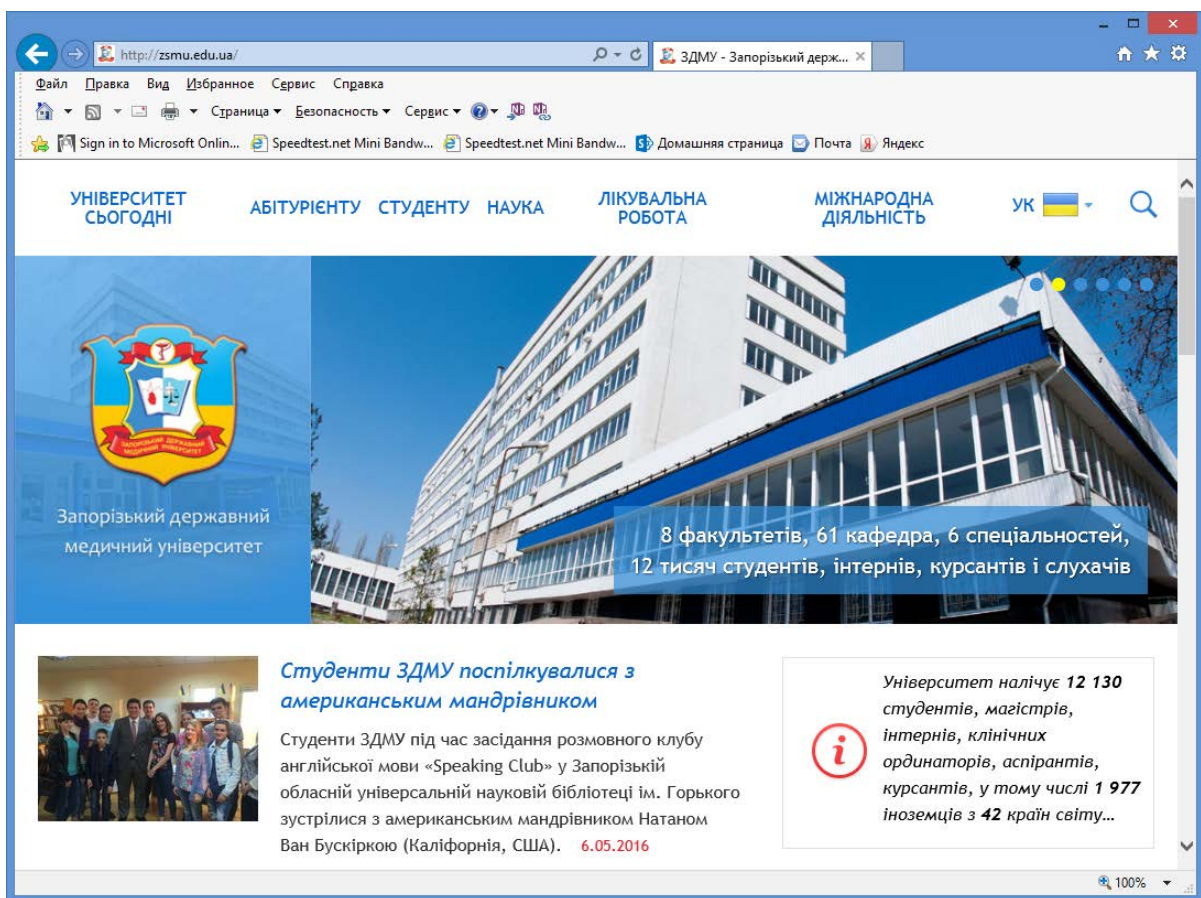 http://zsmu.edu.ua/
ЗДМУ - Запорізький держ...
Файл Правка Вид Избранное Сервис Справка
Страница Безопасность Сервис
Sign in to Microsoft Onlin... Speedtest.net Mini Bandw... Speedtest.net Mini Bandw... Домашняя страница Почта Яндекс
УНІВЕРСИТЕТ СЬОГОДНІ
АБІТУРІЄНТУ
СТУДЕНТУ
НАУКА
ЛІКУВАЛЬНА РОБОТА
МІЖНАРОДНА ДІЯЛЬНІСТЬ
УК
ЗАПОРІЗЬКИЙ ДЕРЖАВНИЙ
МЕДИЧНИЙ УНІВЕРСИТЕТ
Запорізький державний
медичний університет
8 факультетів, 61 кафедра, 6 спеціальностей,
12 тисяч студентів, інтернів, курсантів і слухачів
Студенти ЗДМУ поспілкувалися з
американським мандрівником
Студенти ЗДМУ під час засідання розмовного клубу
англійської мови «Speaking Club» у Запорізькій
обласній універсальній науковій бібліотеці ім. Горького
зустрілися з американським мандрівником Натаном
Ван Бускіркою (Каліфорнія, США). 6.05.2016
Університет налічує 12 130
студентів, магістрів,
інтернів, клінічних
ординаторів, аспірантів,
курсантів, у тому числі 1 977
іноземців з 42 країн світу...
100%